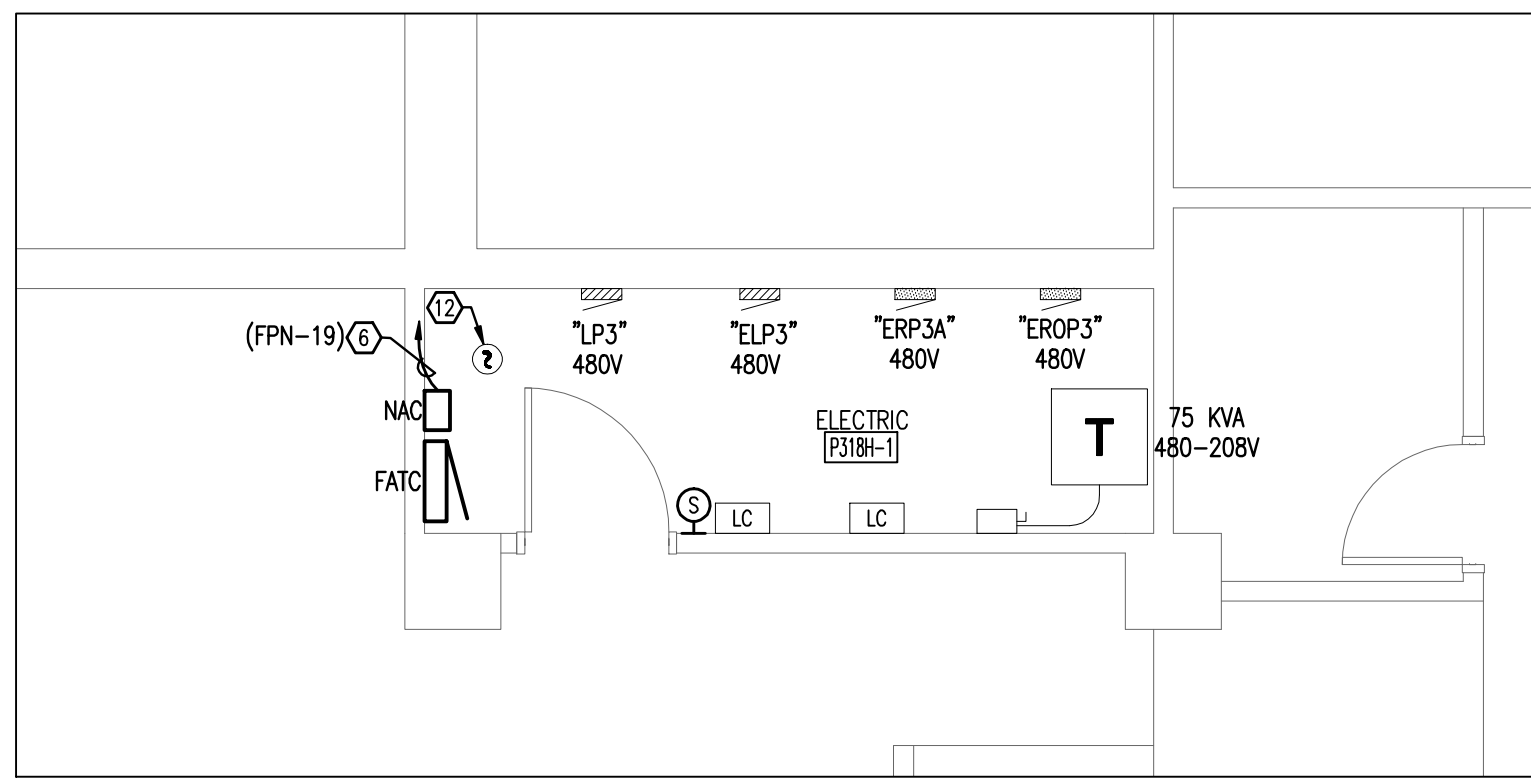 12
(FPN-19) 6
"LP3"
480V
"ELP3"
480V
"ERP3A"
480V
"EROP3"
480V
NAC
FATC
ELECTRIC
P318H-1
T
75 KVA
480-208V
S
LC
LC